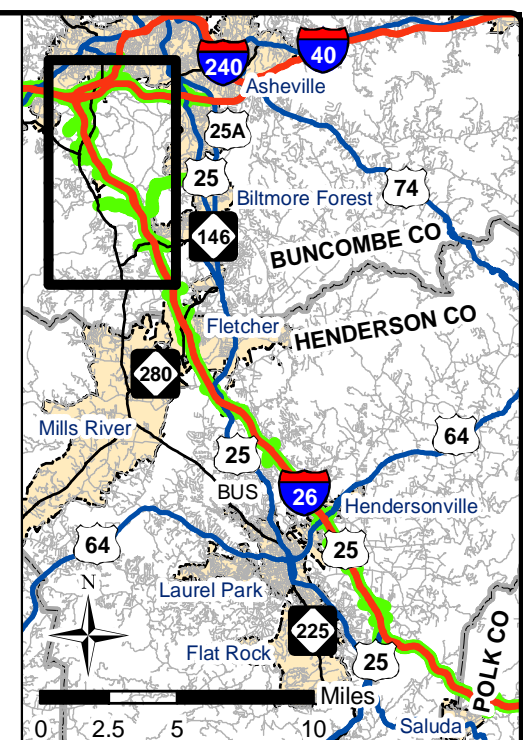 40
240
Asheville
25A
25
74
Biltmore Forest
146
BUNCOMBE CO
Fletcher
HENDERSON CO
280
Mills River
64
25
BUS
26
Hendersonville
64
25
Laurel Park
N
225
Flat Rock
25
POLK CO
Miles
0 2.5 5 10
Saluda